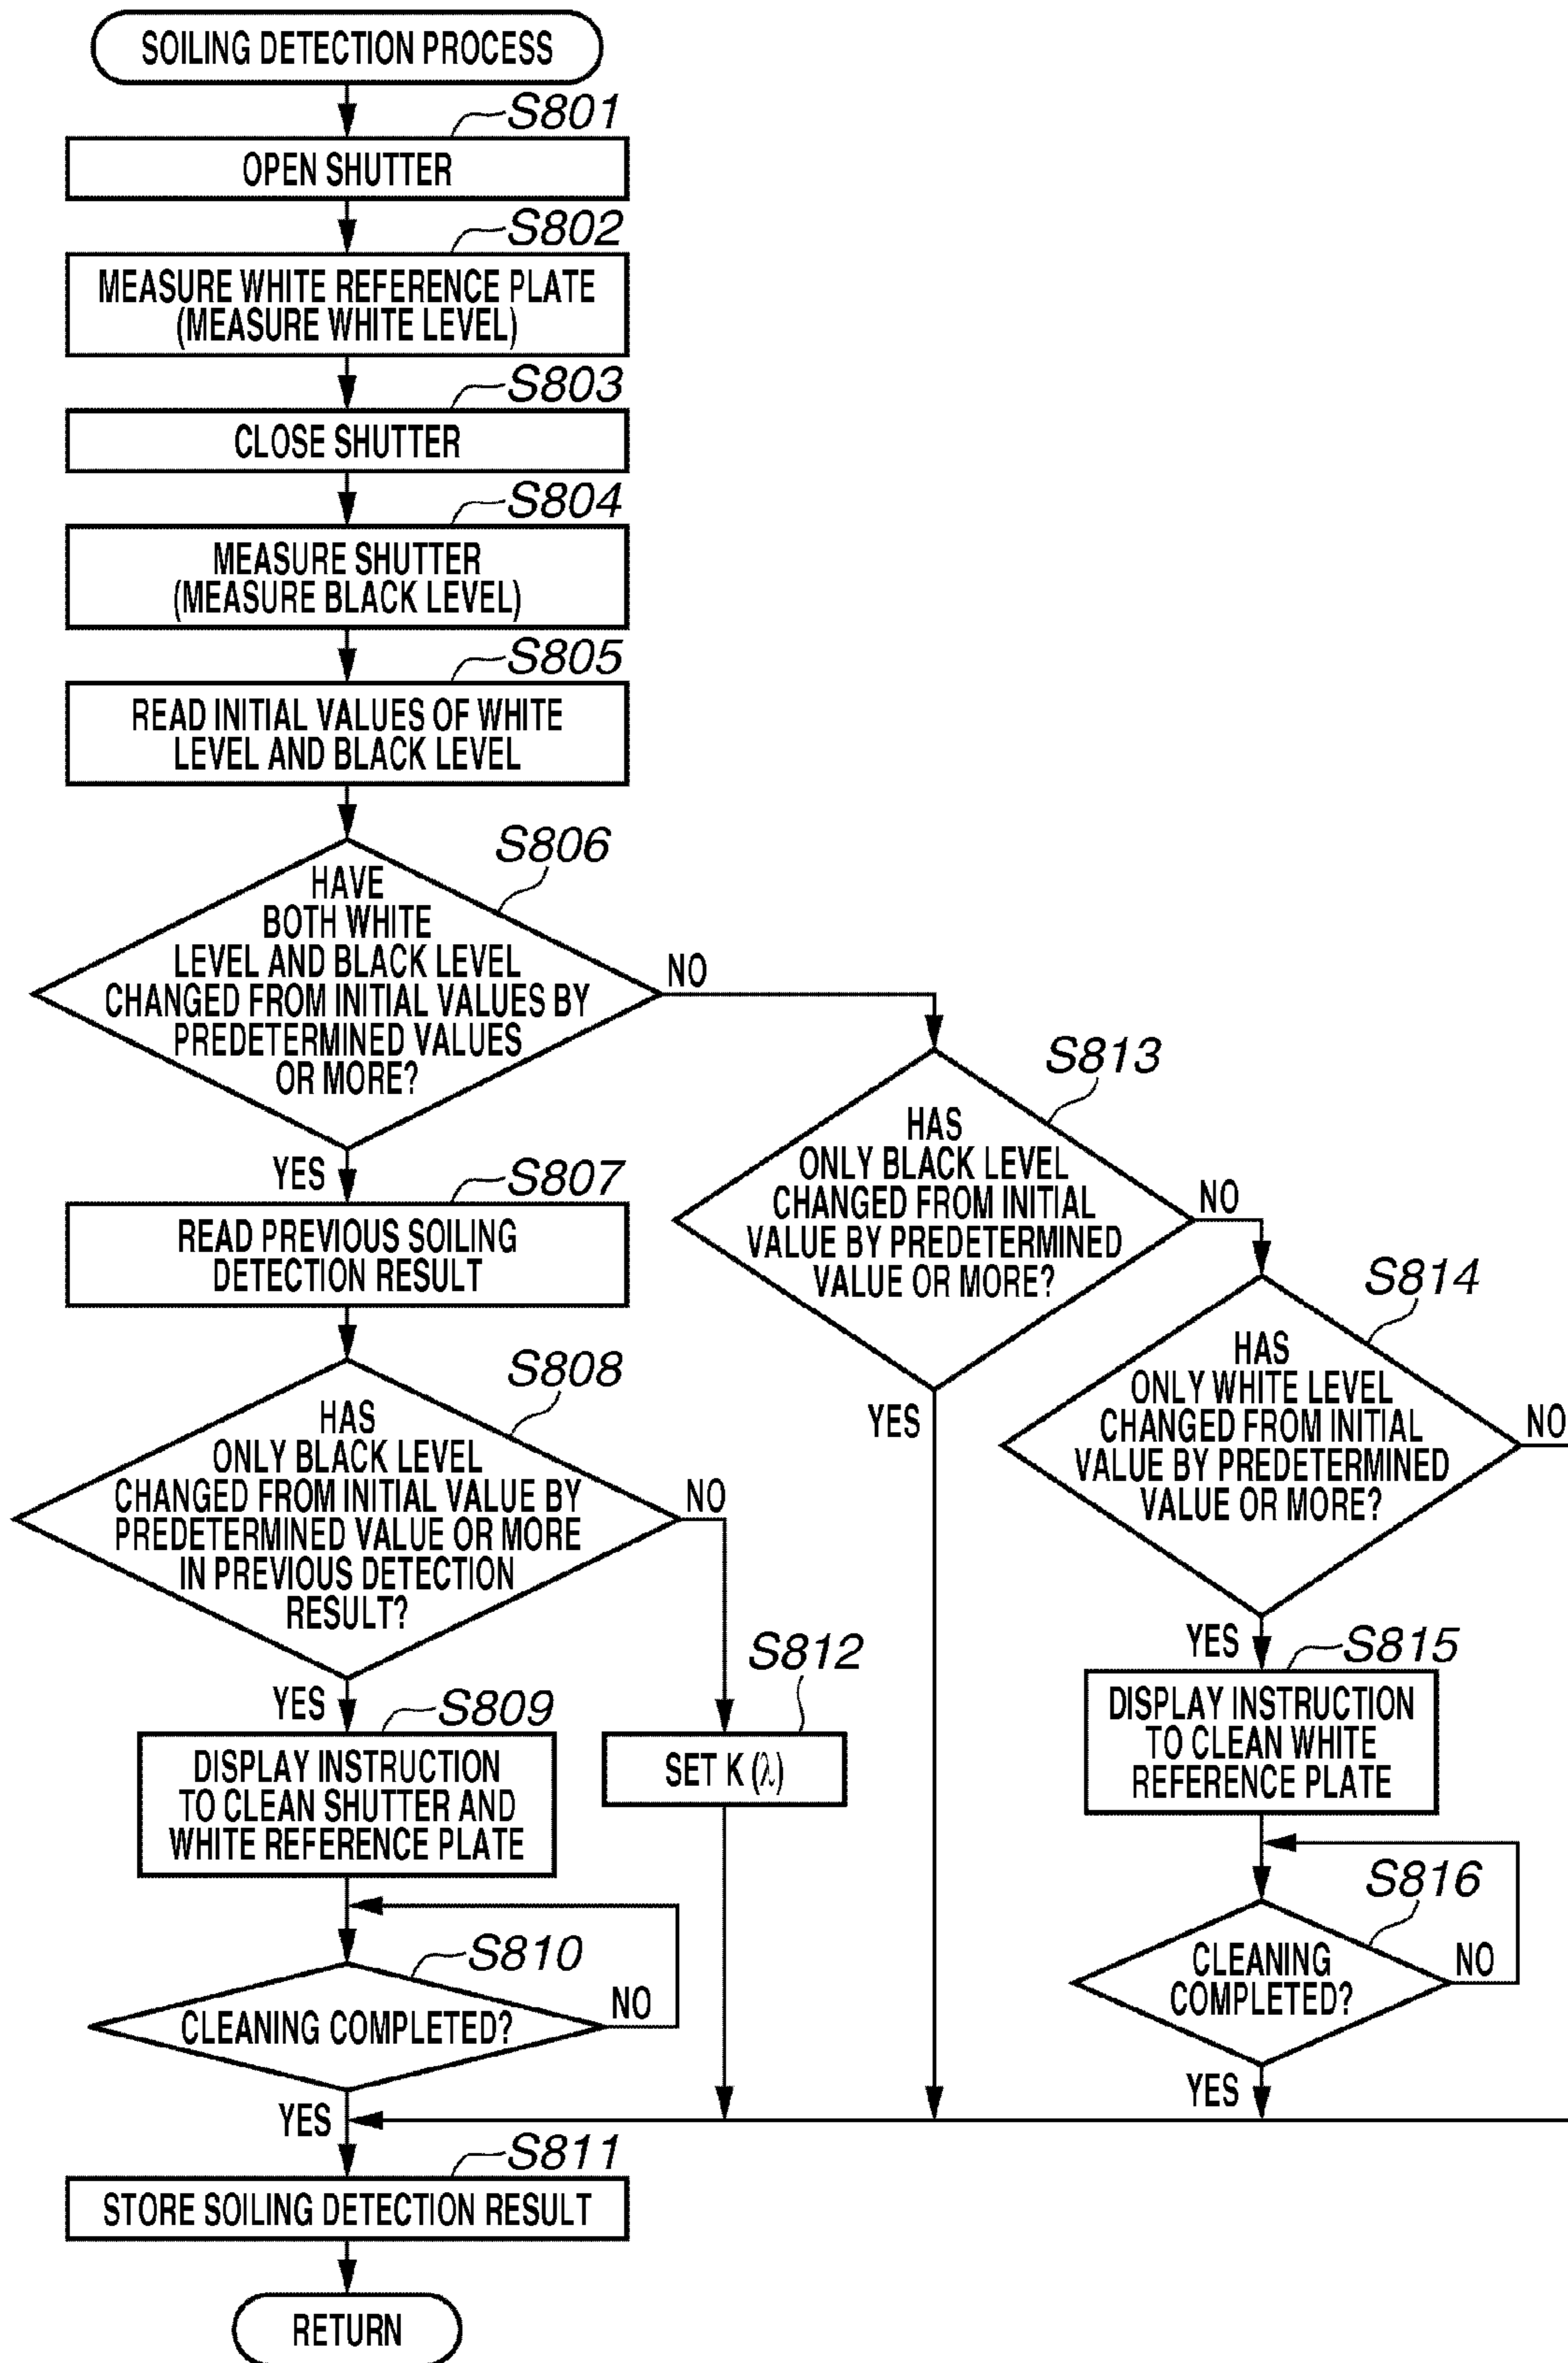 SOILING DETECTION PROCESS
S801
OPEN SHUTTER
S802
MEASURE WHITE REFERENCE PLATE
(MEASURE WHITE LEVEL)
S803
CLOSE SHUTTER
S804
MEASURE SHUTTER
(MEASURE BLACK LEVEL)
S805
READ INITIAL VALUES OF WHITE
LEVEL AND BLACK LEVEL
S806
HAVE
BOTH WHITE
LEVEL AND BLACK LEVEL
CHANGED FROM INITIAL VALUES BY
PREDETERMINED VALUES
OR MORE?
NO
YES
S807
READ PREVIOUS SOILING
DETECTION RESULT
S808
HAS
ONLY BLACK LEVEL
CHANGED FROM INITIAL VALUE BY
PREDETERMINED VALUE OR MORE
IN PREVIOUS DETECTION
RESULT?
NO
YES
S809
DISPLAY INSTRUCTION
TO CLEAN SHUTTER AND
WHITE REFERENCE PLATE
S810
CLEANING COMPLETED?
NO
YES
S811
STORE SOILING DETECTION RESULT
RETURN
S812
SET K (λ)
S813
HAS
ONLY BLACK LEVEL
CHANGED FROM INITIAL
VALUE BY PREDETERMINED
VALUE OR MORE?
NO
YES
S814
HAS
ONLY WHITE LEVEL
CHANGED FROM INITIAL
VALUE BY PREDETERMINED
VALUE OR MORE?
NO
YES
S815
DISPLAY INSTRUCTION
TO CLEAN WHITE
REFERENCE PLATE
S816
CLEANING
COMPLETED?
NO
YES